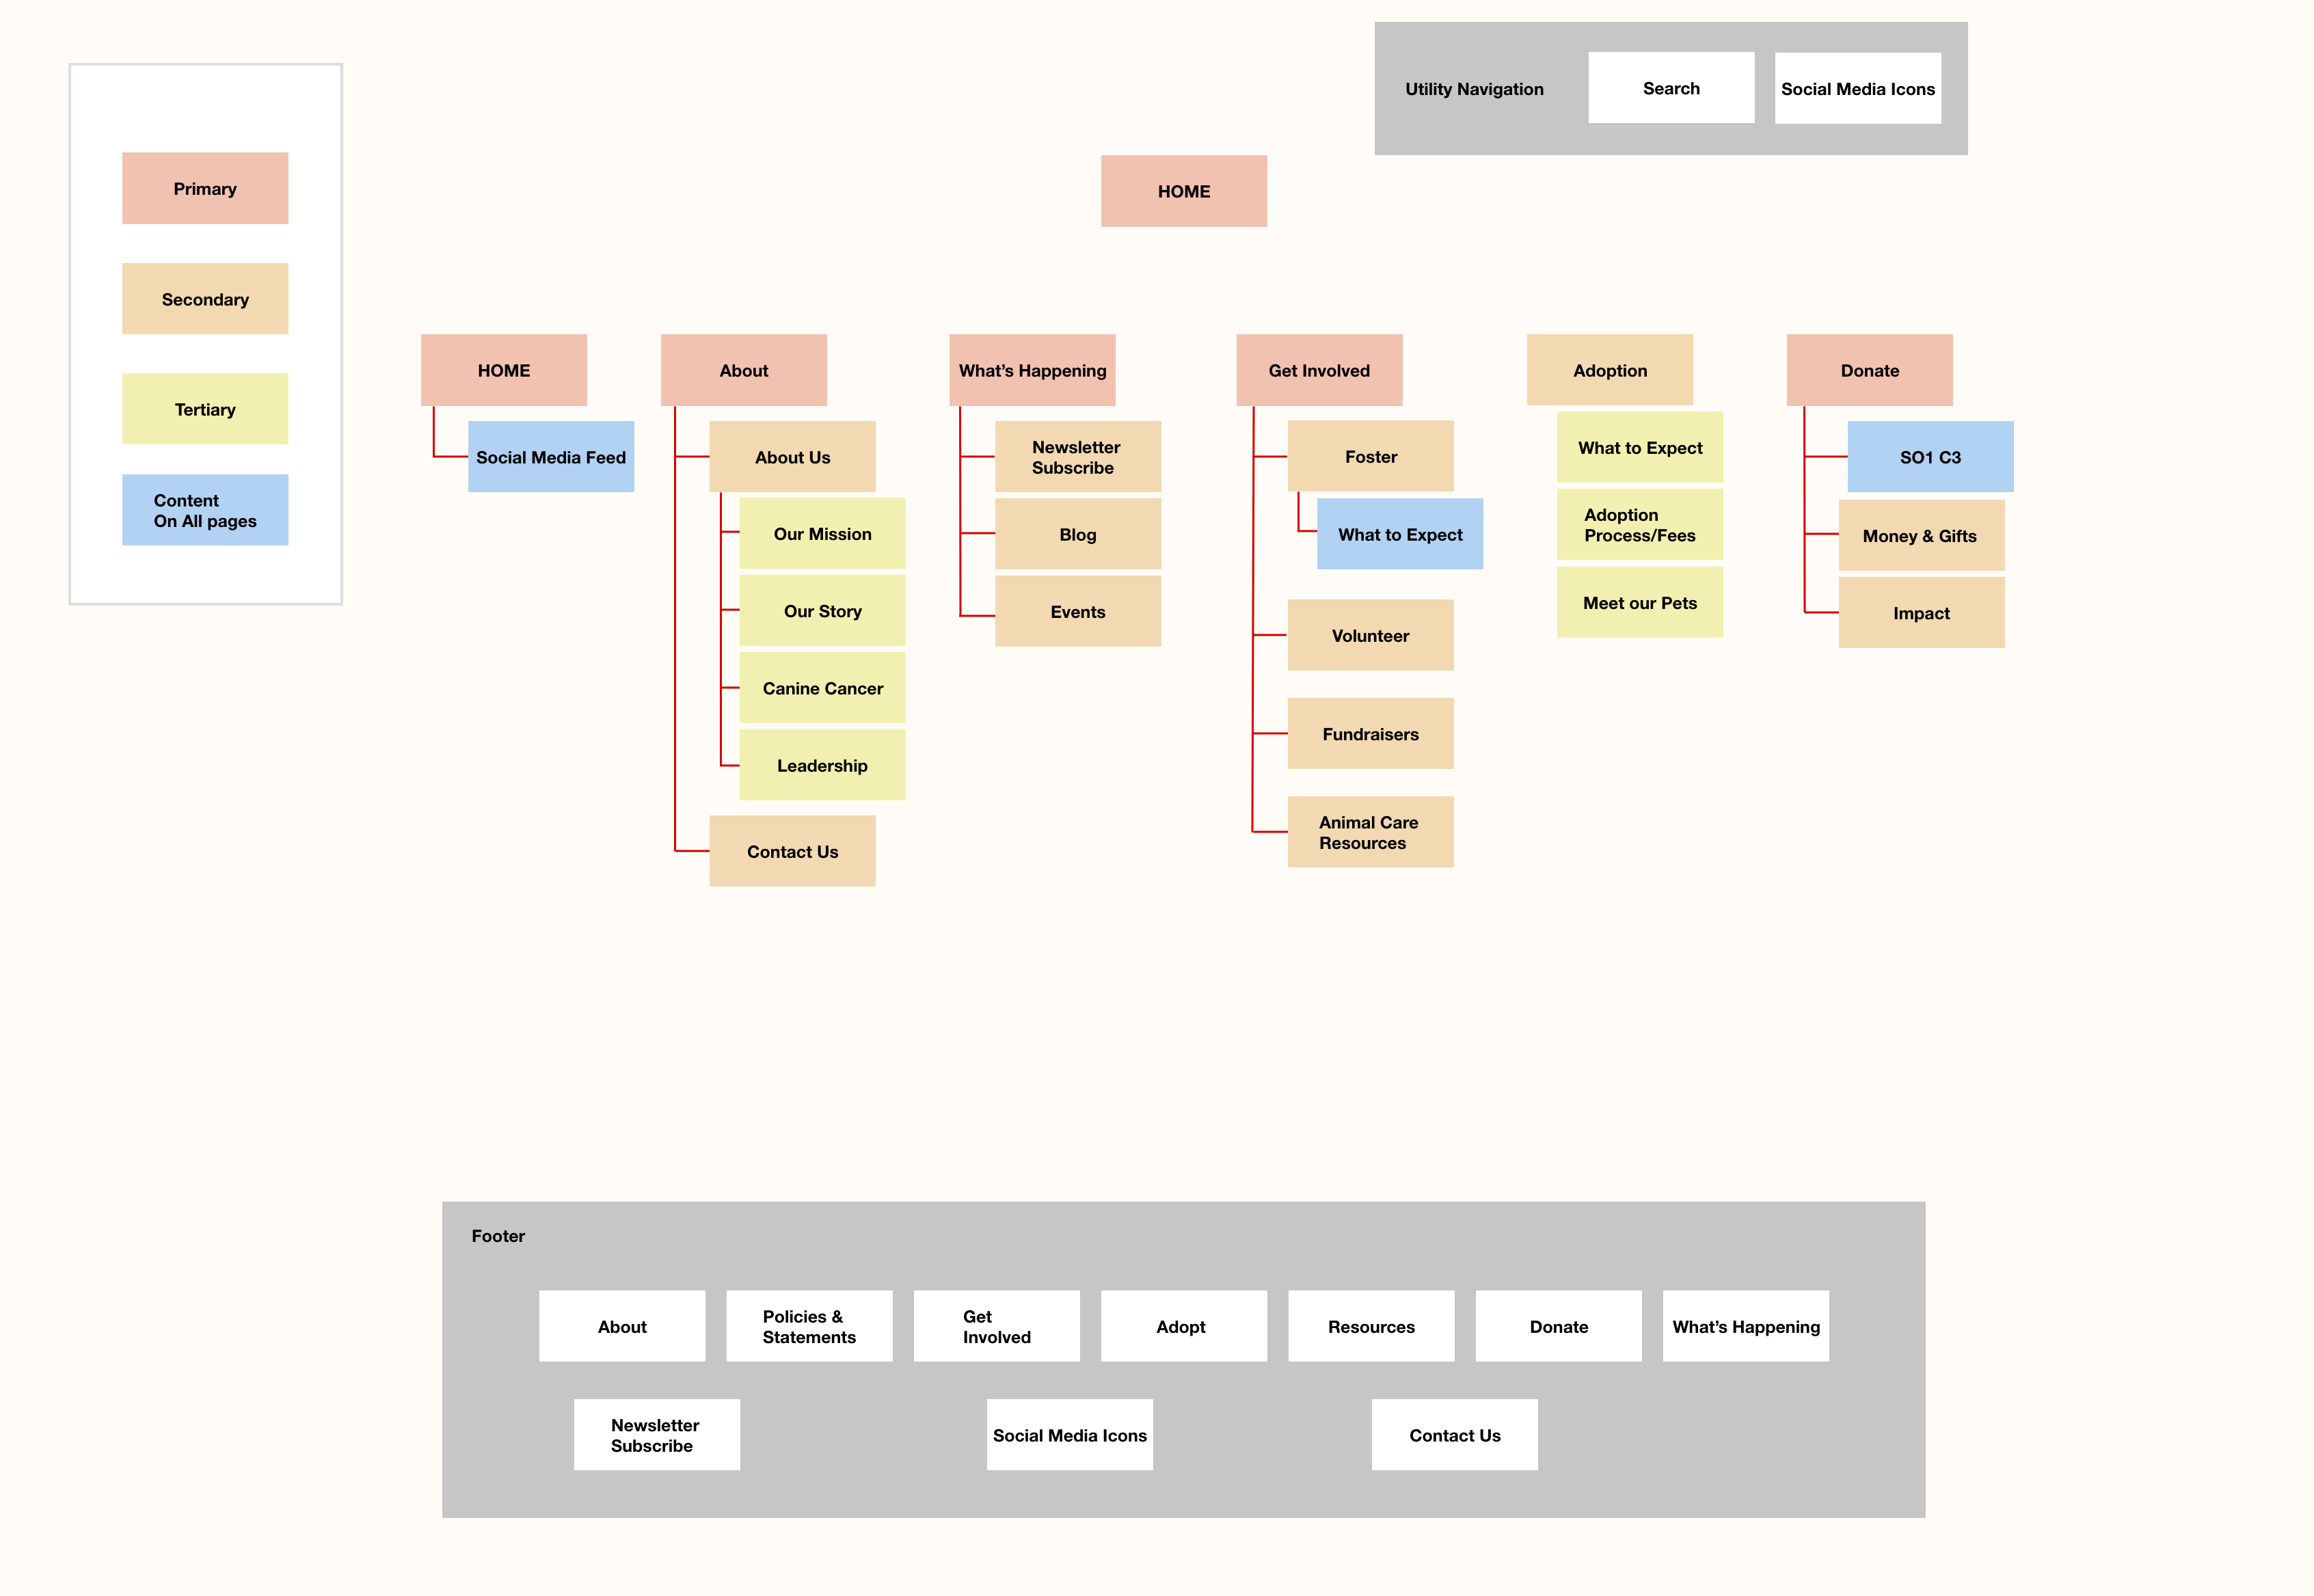 Utility Navigation
Search
Social Media Icons
Primary
Secondary
Tertiary
Content
On All pages
HOME
HOME
Social Media Feed
About
About Us
Our Mission
Our Story
Canine Cancer
Leadership
Contact Us
What’s Happening
Newsletter
Subscribe
Blog
Events
Get Involved
Foster
What to Expect
Volunteer
Fundraisers
Animal Care
Resources
Adoption
What to Expect
Adoption
Process/Fees
Meet our Pets
Donate
SO1 C3
Money & Gifts
Impact
Footer
About
Policies &
Statements
Get
Involved
Adopt
Resources
Donate
What’s Happening
Newsletter
Subscribe
Social Media Icons
Contact Us